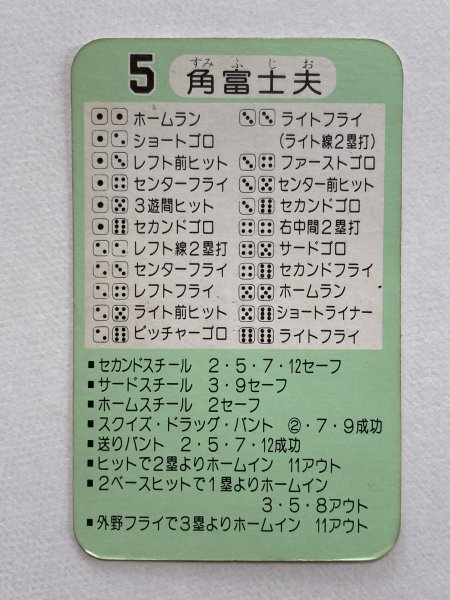 すみ ふ じ お
5 角富士夫
⚀⚀ ホームラン
⚀⚁ ショートゴロ
⚀⚂ レフト前ヒット
⚀⚃ センターフライ
⚀⚄ 3遊間ヒット
⚀⚅ セカンドゴロ
⚁⚁ レフト線2塁打
⚁⚂ センターフライ
⚁⚃ レフトフライ
⚁⚄ ライト前ヒット
⚁⚅ ピッチャーゴロ
⚂⚂ ライトフライ
(ライト線2塁打)
⚂⚃ ファーストゴロ
⚂⚄ センター前ヒット
⚂⚅ セカンドゴロ
⚃⚃ 右中間2塁打
⚃⚄ サードゴロ
⚃⚅ セカンドフライ
⚄⚄ ホームラン
⚄⚅ ショートライナー
⚅⚅ ライトフライ
■セカンドスチール 2・5・7・12セーフ
■サードスチール 3・9セーフ
■ホームスチール 2セーフ
■スクイズ・ドラッグ・バント ②・7・9成功
■送りバント 2・5・7・12成功
■ヒットで2塁よりホームイン 11アウト
■2ベースヒットで1塁よりホームイン
3・5・8アウト
■外野フライで3塁よりホームイン 11アウト